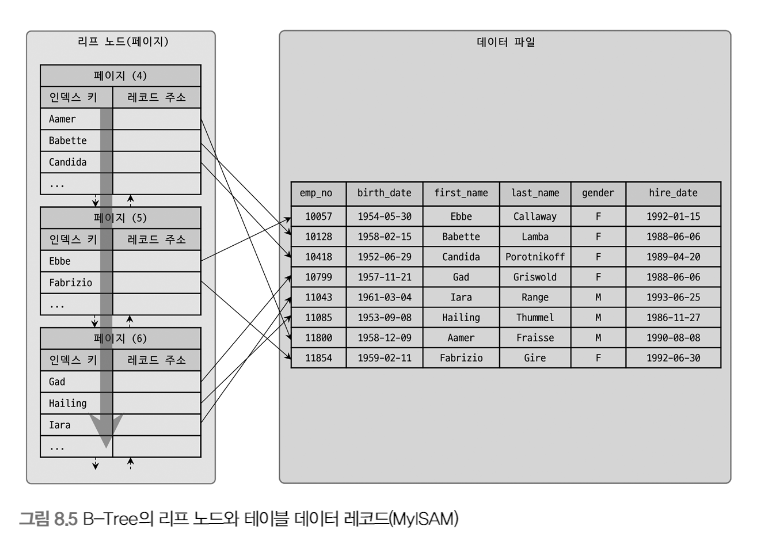 리프 노드(페이지)
페이지 (4)
인덱스 키 레코드 주소
Aamer
Babette
Candida
...
페이지 (5)
인덱스 키 레코드 주소
Ebbe
Fabrizio
...
페이지 (6)
인덱스 키 레코드 주소
Gad
Hailing
Iara
...
데이터 파일
emp_no birth_date first_name last_name gender hire_date
10057 1954-05-30 Ebbe Callaway F 1992-01-15
10128 1958-02-15 Babette Lamba F 1988-06-06
10418 1952-06-29 Candida Porotnikoff F 1989-04-20
10799 1957-11-21 Gad Griswold F 1988-06-06
11043 1961-03-04 Iara Range M 1993-06-25
11085 1953-09-08 Hailing Thummel M 1986-11-27
11800 1958-12-09 Aamer Fraisse M 1990-08-08
11854 1959-02-11 Fabrizio Gire F 1992-06-30
그림 8.5 B-Tree의 리프 노드와 테이블 데이터 레코드(MyISAM)